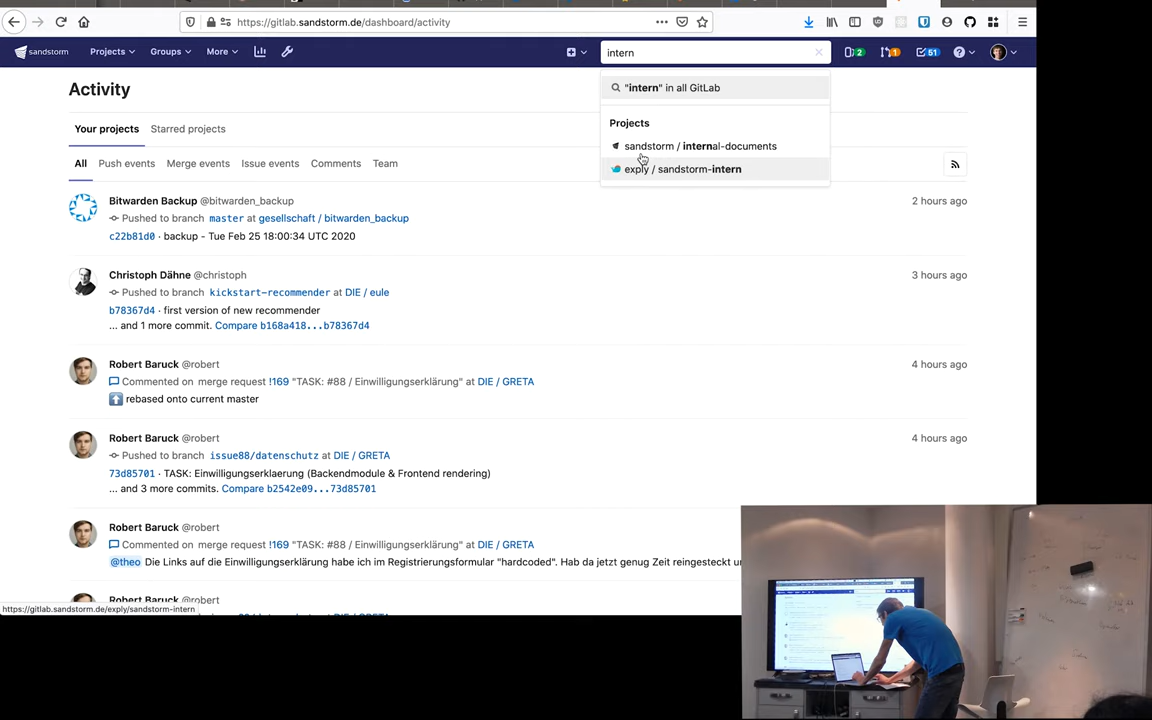 https://gitlab.sandstorm.de/dashboard/activity
sandstorm Projects Groups More intern 2 1 51
"intern" in all GitLab
Projects
sandstorm / internal-documents
exply / sandstorm-intern
Activity
Your projects Starred projects
All Push events Merge events Issue events Comments Team
Bitwarden Backup @bitwarden_backup 2 hours ago
Pushed to branch master at gesellschaft / bitwarden_backup
c22b81d0 · backup - Tue Feb 25 18:00:34 UTC 2020
Christoph Dähne @christoph 3 hours ago
Pushed to branch kickstart-recommender at DIE / eule
b78367d4 · first version of new recommender
... and 1 more commit. Compare b168a418...b78367d4
Robert Baruck @robert 4 hours ago
Commented on merge request !169 "TASK: #88 / Einwilligungserklärung" at DIE / GRETA
rebased onto current master
Robert Baruck @robert 4 hours ago
Pushed to branch issue88/datenschutz at DIE / GRETA
73d85701 · TASK: Einwilligungserklaerung (Backendmodule & Frontend rendering)
... and 3 more commits. Compare b2542e09...73d85701
Robert Baruck @robert
Commented on merge request !169 "TASK: #88 / Einwilligungserklärung" at DIE / GRETA
@theo Die Links auf die Einwilligungserklärung habe ich im Registrierungsformular "hardcoded". Hab da jetzt genug Zeit reingesteckt
Robert Baruck @robert
https://gitlab.sandstorm.de/exply/sandstorm-intern